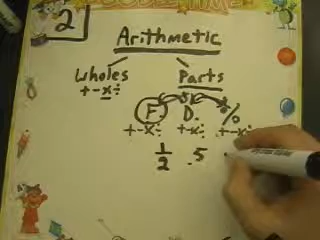 2
Arithmetic
Wholes Parts
+ - x ÷
F. D. %
+ - x ÷ + - x ÷ + - x ÷
1/2 .5